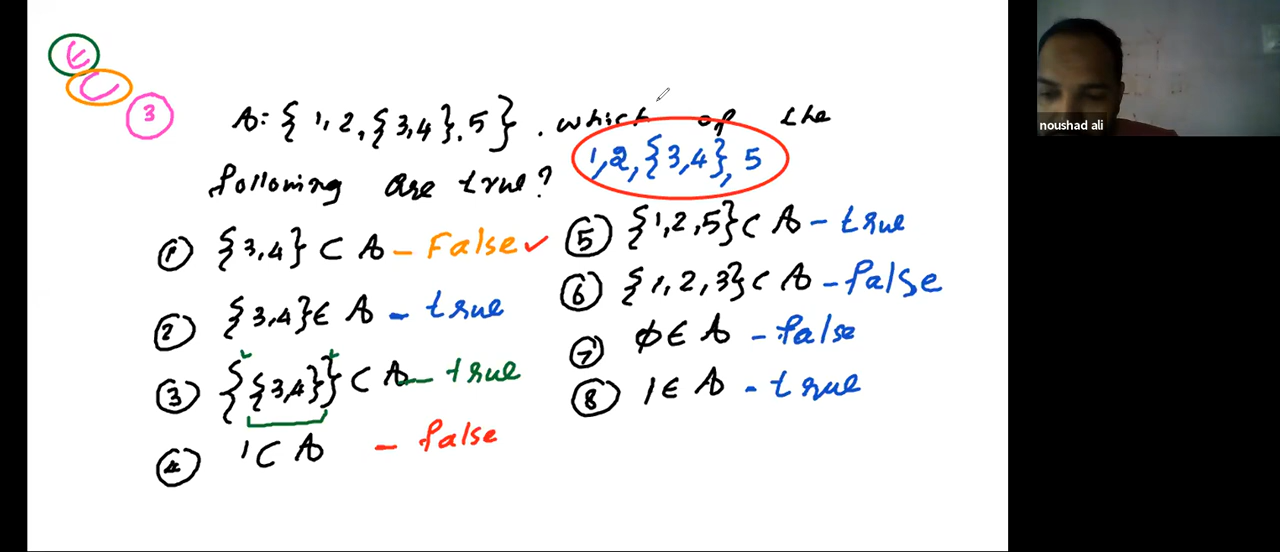 ∈
⊂
③ A: {1, 2, {3,4}, 5}. which of the
following are true? 1, 2, {3,4}, 5
① {3,4} ⊂ A – False ✓
② {3,4} ∈ A – true
③ {{3,4}} ⊂ A – true
④ 1 ⊂ A – false
⑤ {1,2,5} ⊂ A – true
⑥ {1,2,3} ⊂ A – false
⑦ ϕ ∈ A – false
⑧ 1 ∈ A - true
noushad ali